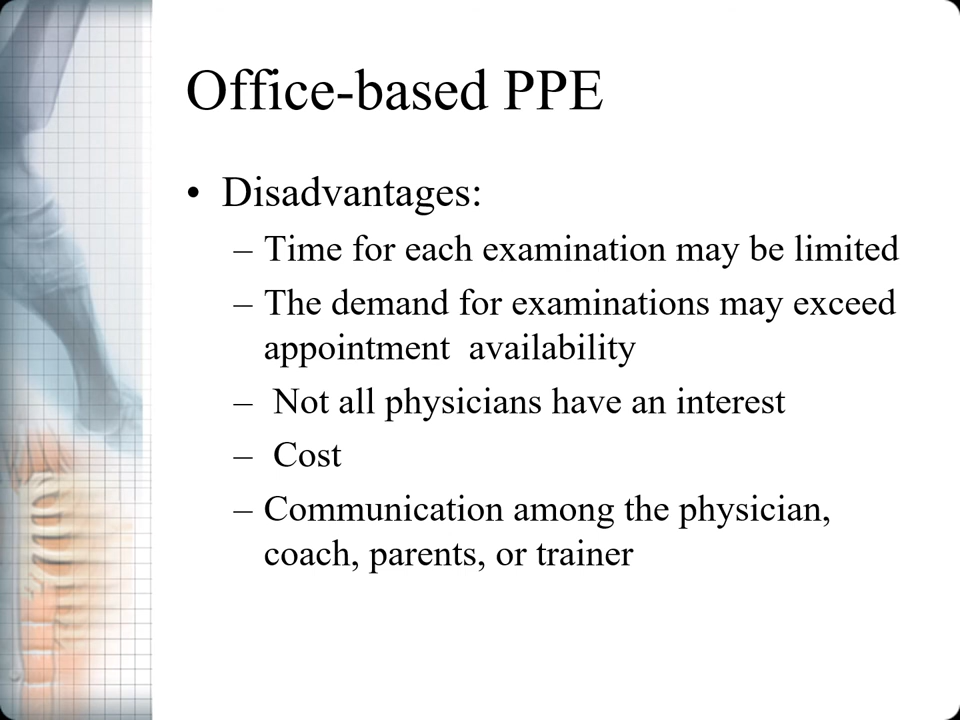 Office-based PPE
• Disadvantages:
– Time for each examination may be limited
– The demand for examinations may exceed
appointment  availability
–  Not all physicians have an interest
–  Cost
– Communication among the physician,
coach, parents, or trainer